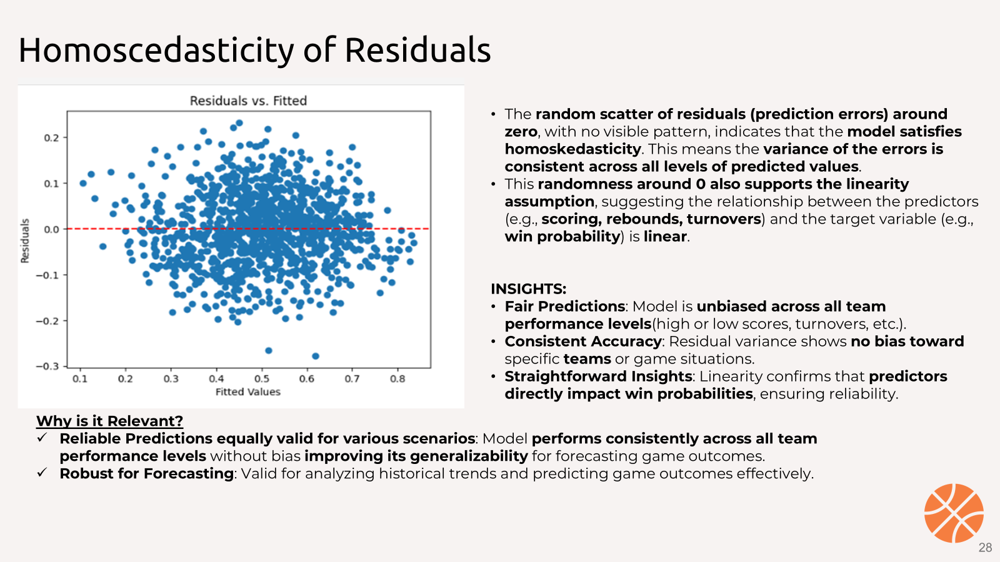 Homoscedasticity of Residuals
Residuals vs. Fitted
Residuals
0.2
0.1
0.0
−0.1
−0.2
−0.3
0.1 0.2 0.3 0.4 0.5 0.6 0.7 0.8
Fitted Values
• The random scatter of residuals (prediction errors) around
zero, with no visible pattern, indicates that the model satisfies
homoskedasticity. This means the variance of the errors is
consistent across all levels of predicted values.
• This randomness around 0 also supports the linearity
assumption, suggesting the relationship between the predictors
(e.g., scoring, rebounds, turnovers) and the target variable (e.g.,
win probability) is linear.
INSIGHTS:
• Fair Predictions: Model is unbiased across all team
performance levels(high or low scores, turnovers, etc.).
• Consistent Accuracy: Residual variance shows no bias toward
specific teams or game situations.
• Straightforward Insights: Linearity confirms that predictors
directly impact win probabilities, ensuring reliability.
Why is it Relevant?
✓ Reliable Predictions equally valid for various scenarios: Model performs consistently across all team
performance levels without bias improving its generalizability for forecasting game outcomes.
✓ Robust for Forecasting: Valid for analyzing historical trends and predicting game outcomes effectively.
28